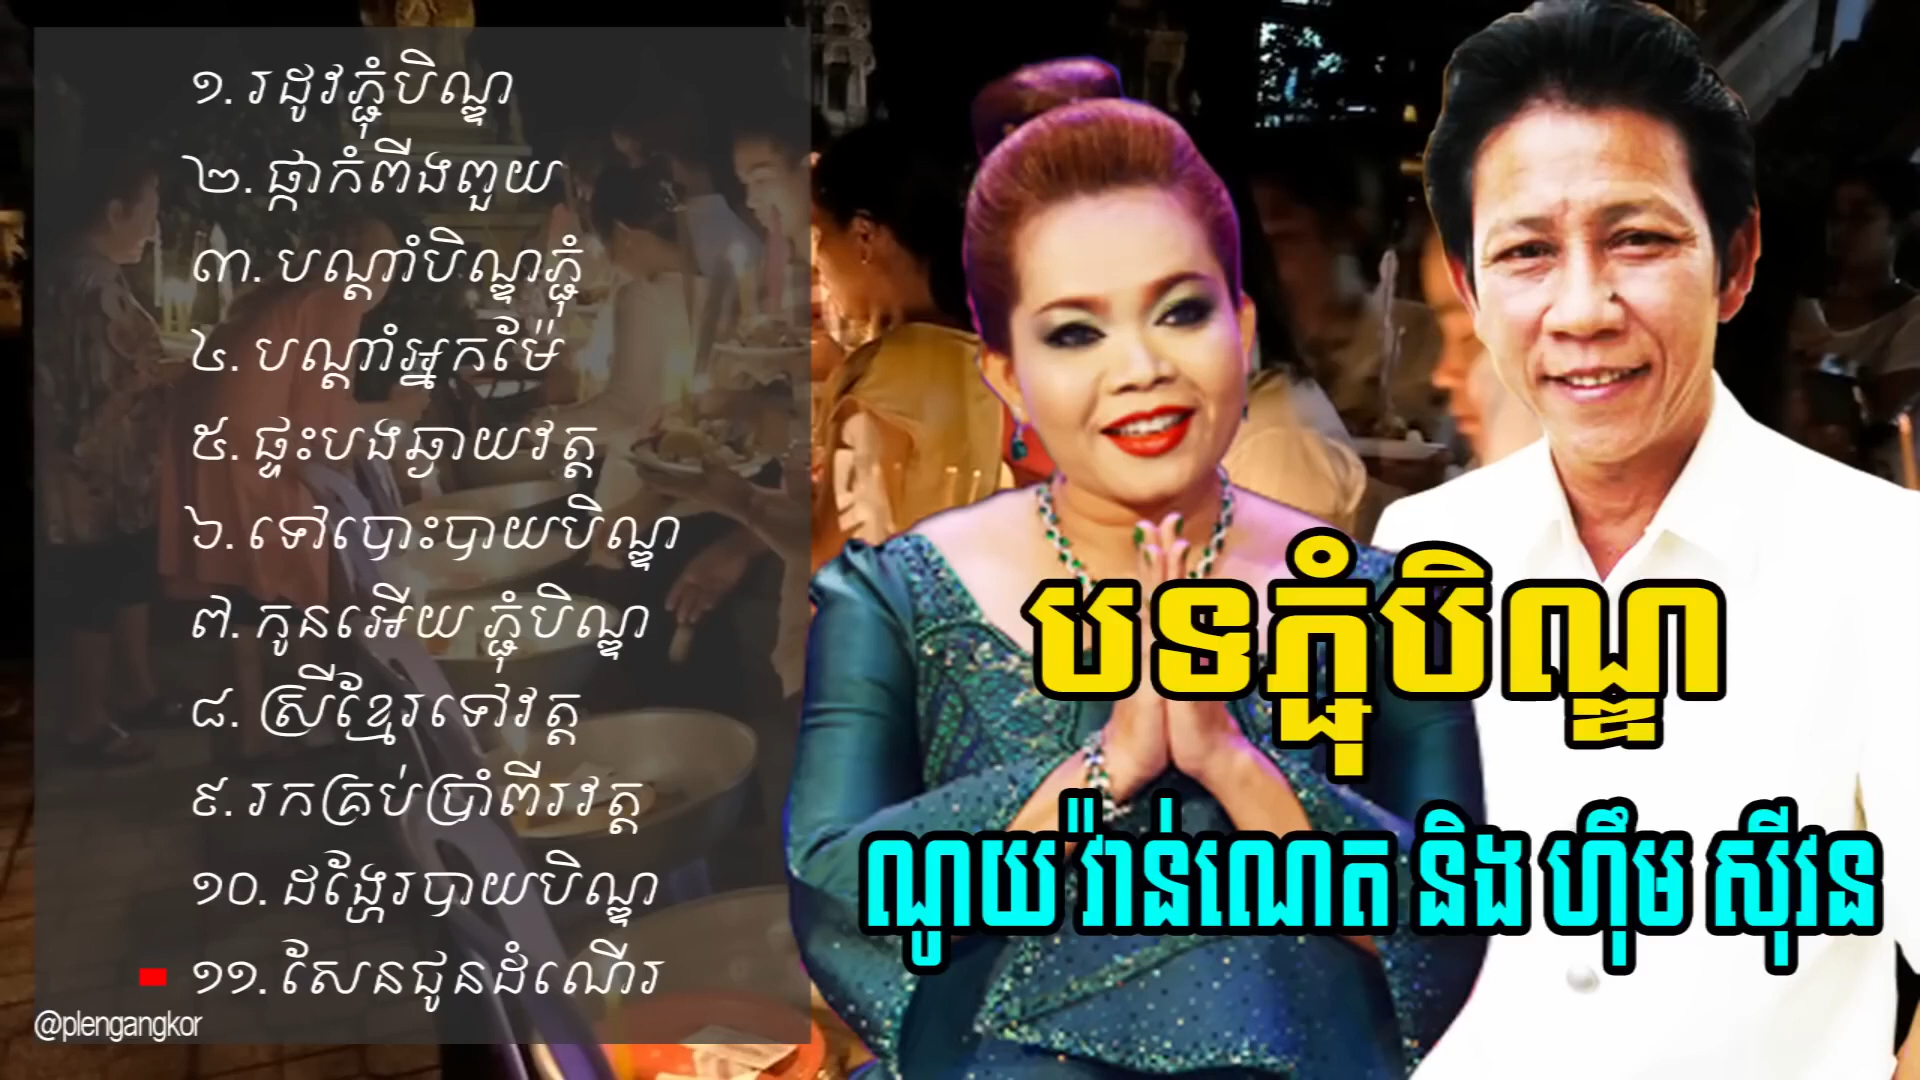 ១. រដូវភ្ជុំបិណ្ឌ
២. ផ្កាកំពីងពួយ
៣. បណ្ដាំបិណ្ឌភ្ជុំ
៤. បណ្ដាំអ្នកម៉ែ
៥. ផ្ទះបងឆ្ងាយវត្ត
៦. ទៅបោះបាយបិណ្ឌ
៧. កូនអើយ ភ្ជុំបិណ្ឌ
៨. ស្រីខ្មែរទៅវត្ត
៩. រកគ្រប់ប្រាំពីរវត្ត
១០. ដង្ហែរបាយបិណ្ឌ
១១. សែនជូនដំណើរ
@plengangkor
បទភ្ជុំបិណ្ឌ
ណូយ វ៉ាន់ណេត និង ហ៊ឹម ស៊ីវន